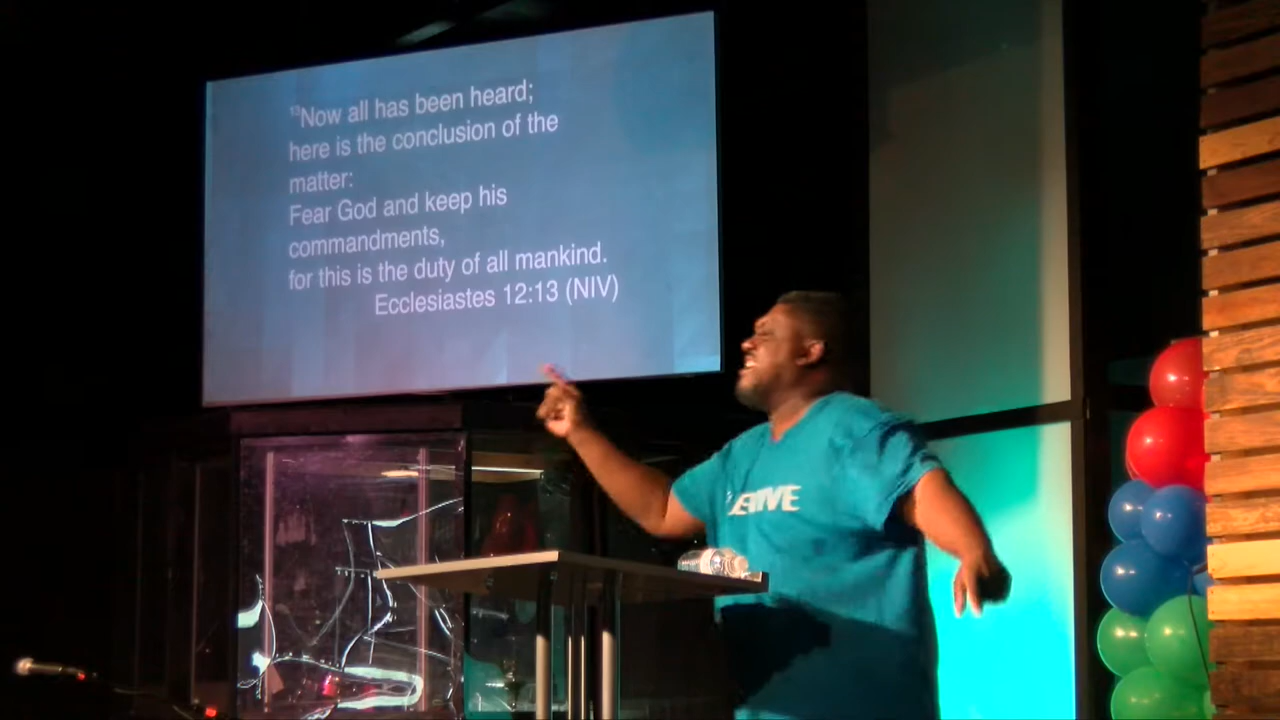 ¹³Now all has been heard;
here is the conclusion of the
matter:
Fear God and keep his
commandments,
for this is the duty of all mankind.
Ecclesiastes 12:13 (NIV)